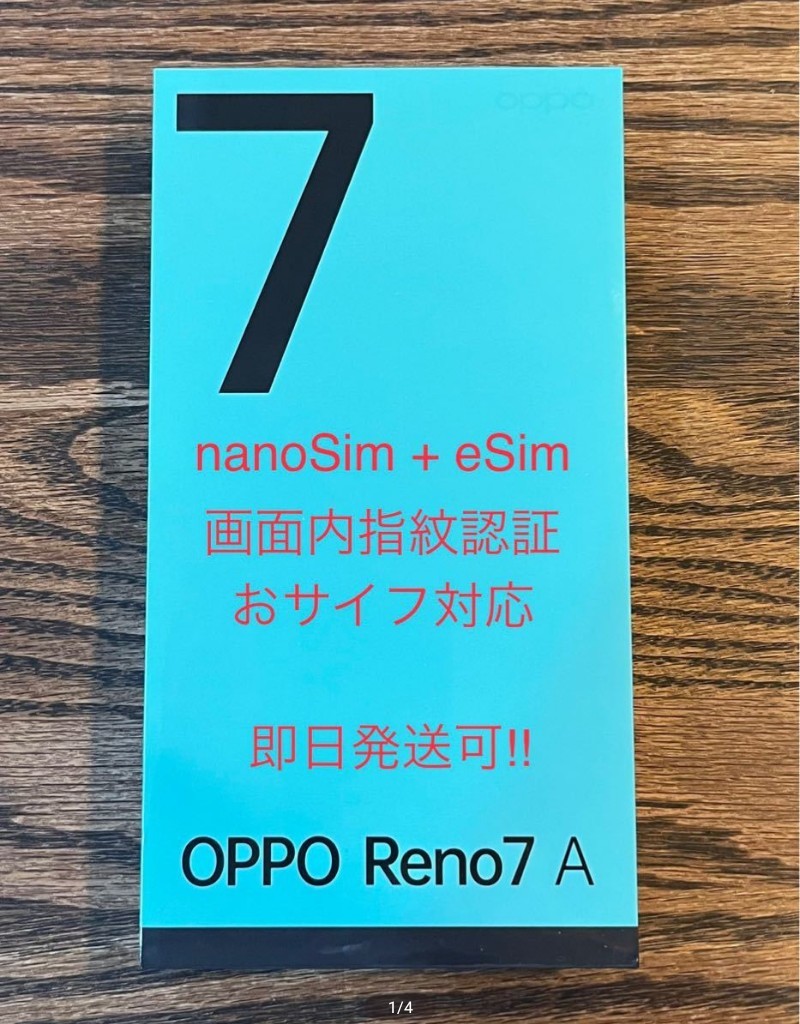 7
oppo
nanoSim + eSim
画面内指紋認証
おサイフ対応
即日発送可!!
OPPO Reno7 A
1/4